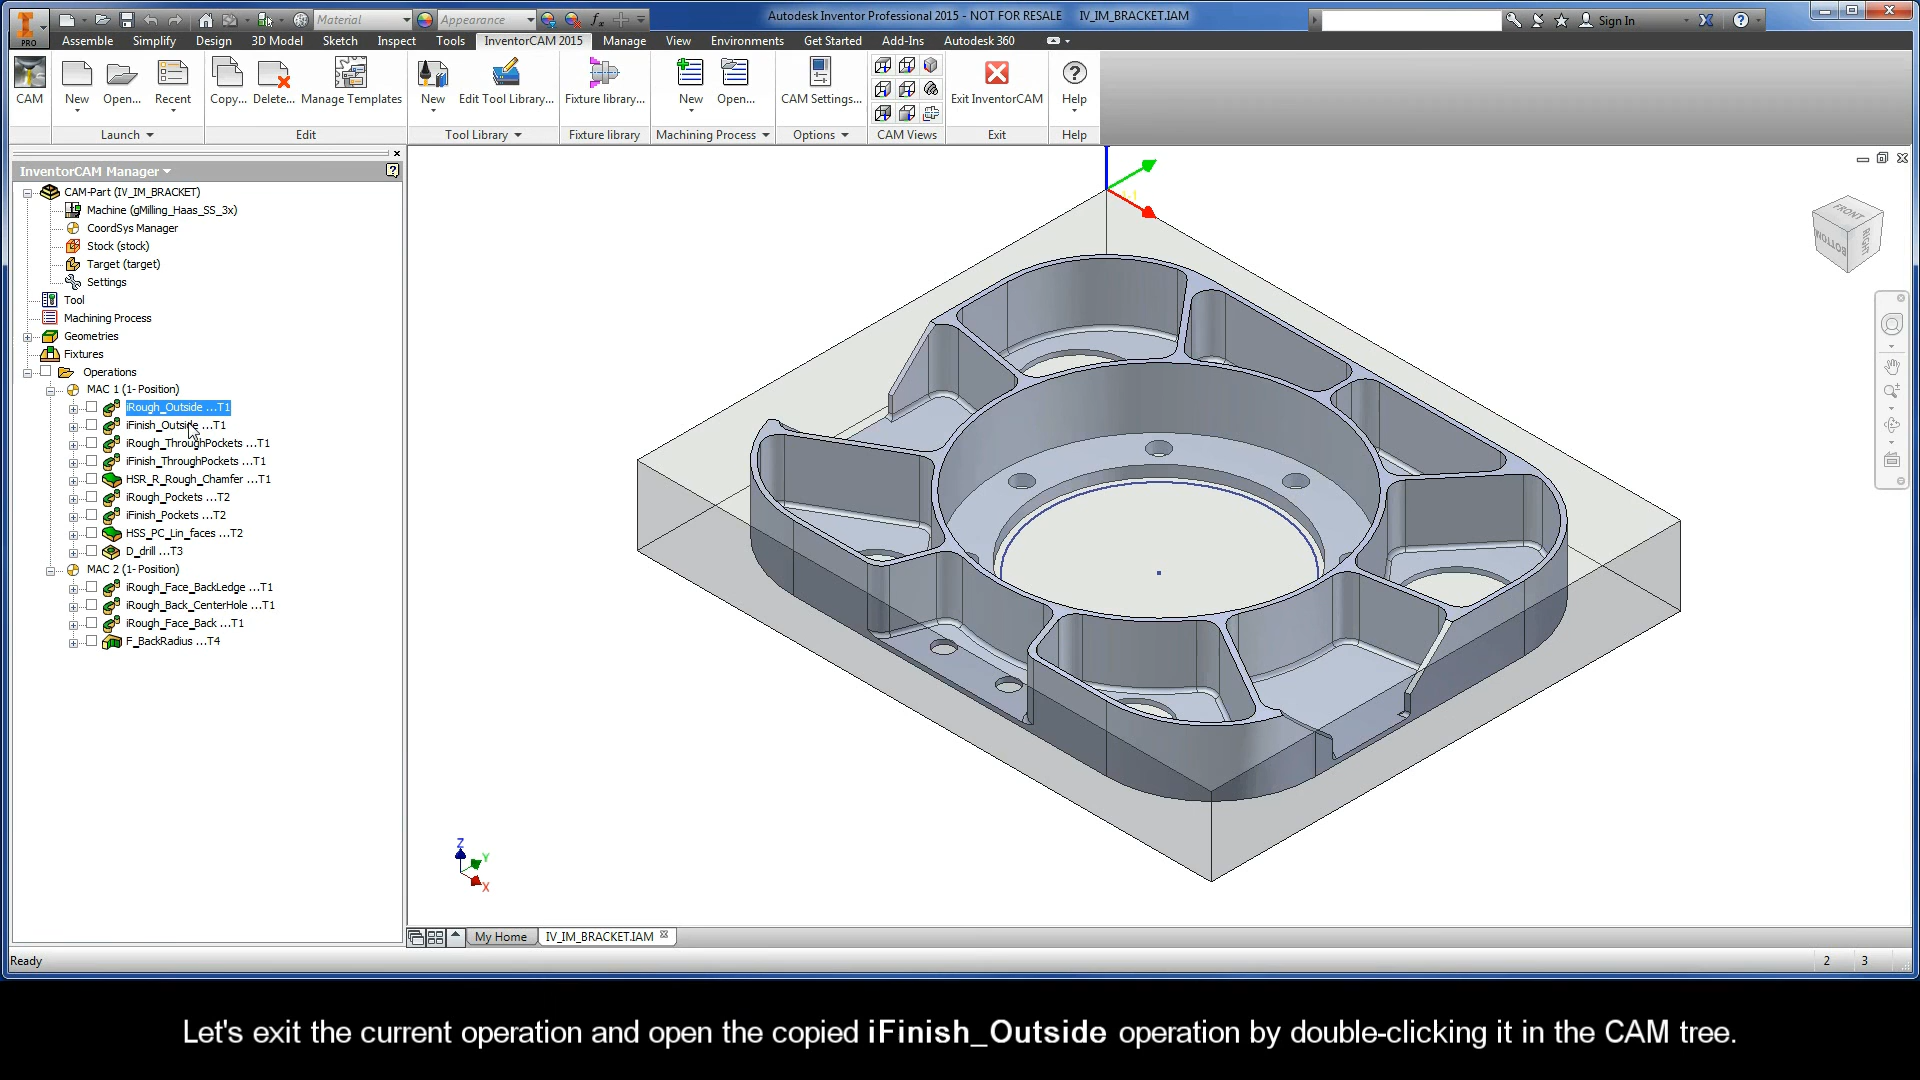 Autodesk Inventor Professional 2015 - NOT FOR RESALE IV_IM_BRACKET.IAM
Material
Appearance
Sign In
PRO
Assemble Simplify Design 3D Model Sketch Inspect Tools InventorCAM 2015 Manage View Environments Get Started Add-Ins Autodesk 360
CAM New Open... Recent Copy... Delete... Manage Templates New Edit Tool Library... Fixture library... New Open... CAM Settings... Exit InventorCAM Help
Launch Edit Tool Library Fixture library Machining Process Options CAM Views Exit Help
InventorCAM Manager
CAM-Part (IV_IM_BRACKET)
Machine (gMilling_Haas_SS_3x)
CoordSys Manager
Stock (stock)
Target (target)
Settings
Tool
Machining Process
Geometries
Fixtures
Operations
MAC 1 (1- Position)
iRough_Outside ...T1
iFinish_Outside ...T1
iRough_ThroughPockets ...T1
iFinish_ThroughPockets ...T1
HSR_R_Rough_Chamfer ...T1
iRough_Pockets ...T2
iFinish_Pockets ...T2
HSS_PC_Lin_faces ...T2
D_drill ...T3
MAC 2 (1- Position)
iRough_Face_BackLedge ...T1
iRough_Back_CenterHole ...T1
iRough_Face_Back ...T1
F_BackRadius ...T4
FRONT
BOTTOM
RIGHT
Z
Y
X
My Home IV_IM_BRACKET.IAM
Ready
2 3
Let's exit the current operation and open the copied iFinish_Outside operation by double-clicking it in the CAM tree.